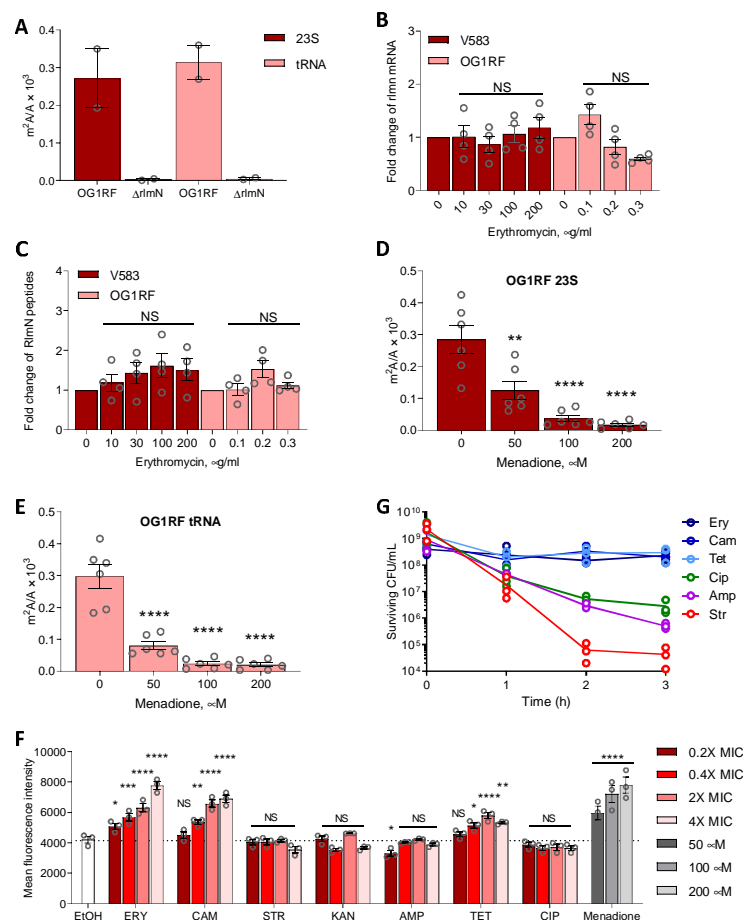 A
0.4
0.3
0.2
0.1
0.0
m²A/A × 10³
23S
tRNA
OG1RF
ΔrlmN
OG1RF
ΔrlmN
B
3
2
1
0
Fold change of rlmn mRNA
V583
OG1RF
NS
NS
0
10
30
100
200
0
0.1
0.2
0.3
Erythromycin, ∝g/ml
C
4
3
2
1
0
Fold change of RlmN peptides
V583
OG1RF
NS
NS
0
10
30
100
200
0
0.1
0.2
0.3
Erythromycin, ∝g/ml
D
OG1RF 23S
0.5
0.4
0.3
0.2
0.1
0.0
m²A/A × 10³
**
****
****
0
50
100
200
Menadione, ∝M
E
OG1RF tRNA
0.5
0.4
0.3
0.2
0.1
0.0
m²A/A × 10³
****
****
****
0
50
100
200
Menadione, ∝M
G
10¹⁰
10⁹
10⁸
10⁷
10⁶
10⁵
10⁴
Surviving CFU/mL
0
1
2
3
Time (h)
Ery
Cam
Tet
Cip
Amp
Str
F
10000
8000
6000
4000
2000
0
Mean fluorescence intensity
*
***
****
****
NS
**
****
****
NS
NS
*
NS
NS
*
****
**
NS
****
EtOH
ERY
CAM
STR
KAN
AMP
TET
CIP
Menadione
0.2X MIC
0.4X MIC
2X MIC
4X MIC
50 ∝M
100 ∝M
200 ∝M